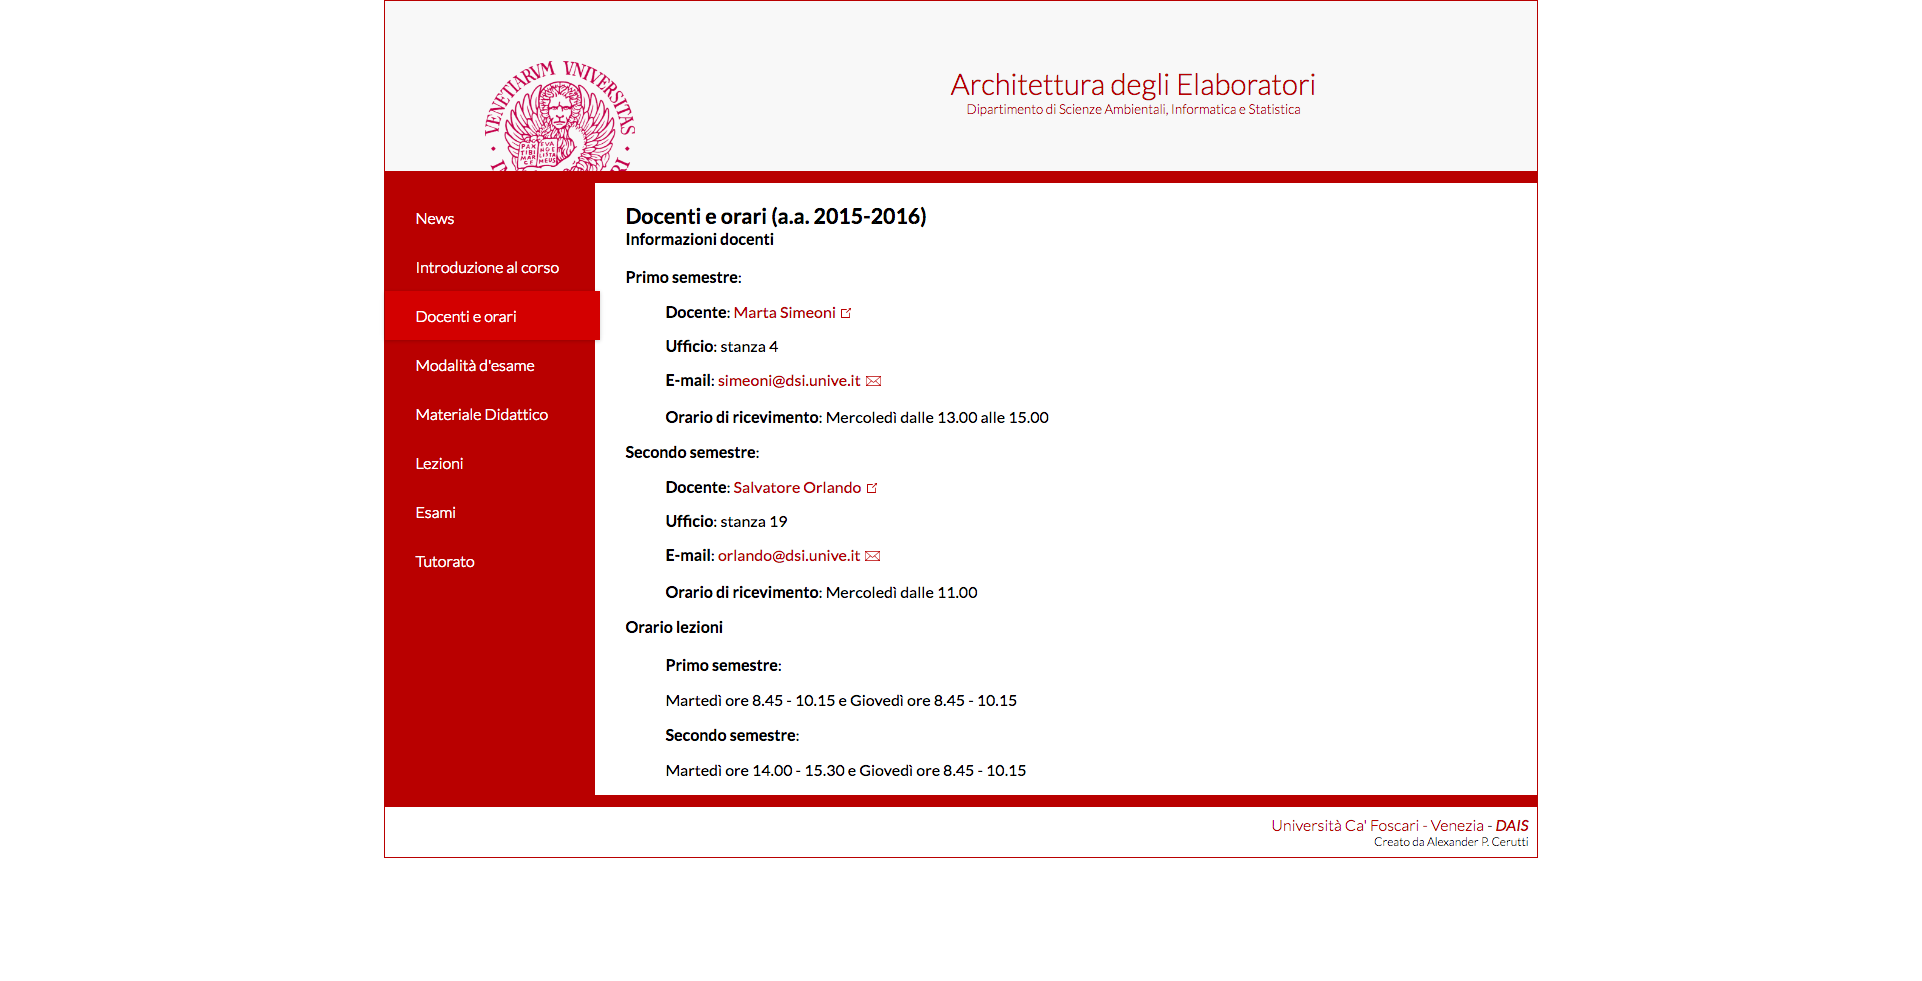 VENETIARVM VNIVERSITAS
Architettura degli Elaboratori
Dipartimento di Scienze Ambientali, Informatica e Statistica
News
Introduzione al corso
Docenti e orari
Modalità d'esame
Materiale Didattico
Lezioni
Esami
Tutorato
Docenti e orari (a.a. 2015-2016)
Informazioni docenti
Primo semestre:
Docente: Marta Simeoni
Ufficio: stanza 4
E-mail: simeoni@dsi.unive.it
Orario di ricevimento: Mercoledì dalle 13.00 alle 15.00
Secondo semestre:
Docente: Salvatore Orlando
Ufficio: stanza 19
E-mail: orlando@dsi.unive.it
Orario di ricevimento: Mercoledì dalle 11.00
Orario lezioni
Primo semestre:
Martedì ore 8.45 - 10.15 e Giovedì ore 8.45 - 10.15
Secondo semestre:
Martedì ore 14.00 - 15.30 e Giovedì ore 8.45 - 10.15
Università Ca' Foscari - Venezia - DAIS
Creato da Alexander P. Cerutti